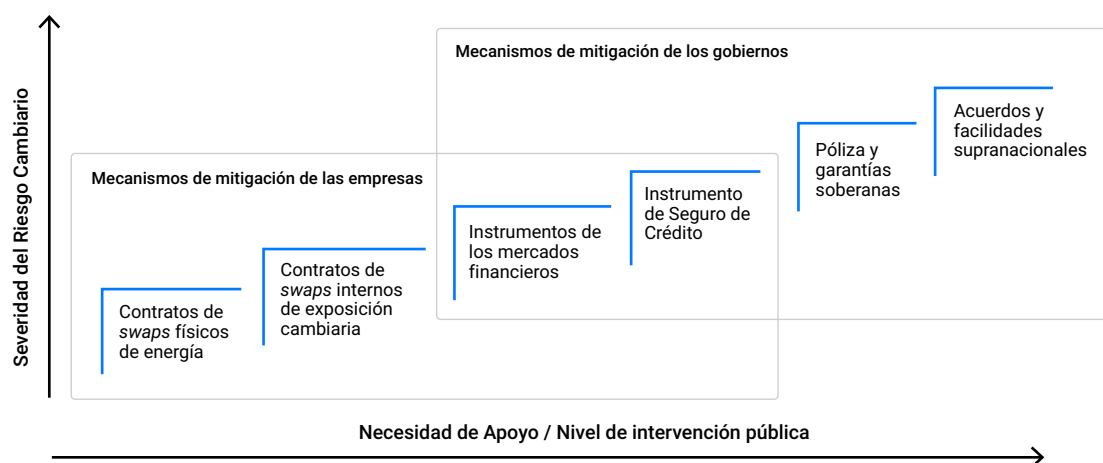 Severidad del Riesgo Cambiario
Mecanismos de mitigación de los gobiernos
Acuerdos y
facilidades
supranacionales
Póliza y
garantías
soberanas
Mecanismos de mitigación de las empresas
Instrumento
de Seguro de
Crédito
Instrumentos de
los mercados
financieros
Contratos de
swaps internos
de exposición
cambiaria
Contratos de
swaps físicos
de energía
Necesidad de Apoyo / Nivel de intervención pública